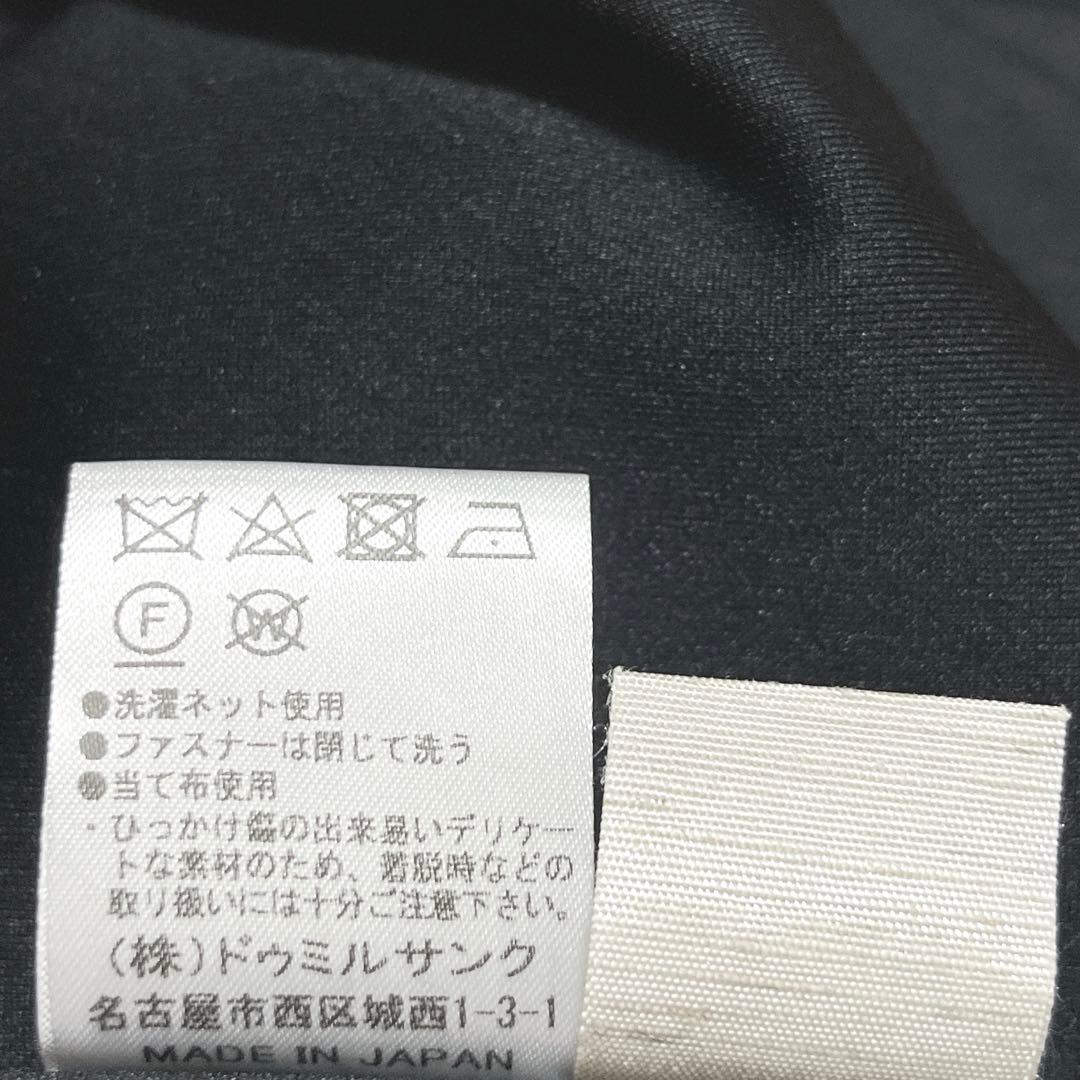 F
W
●洗濯ネット使用
●ファスナーは閉じて洗う
●当て布使用
・ひっかけ傷の出来易いデリケー
トな素材のため、着脱時などの
取り扱いには十分ご注意下さい。
(株)ドゥミルサンク
名古屋市西区城西1-3-1
MADE IN JAPAN